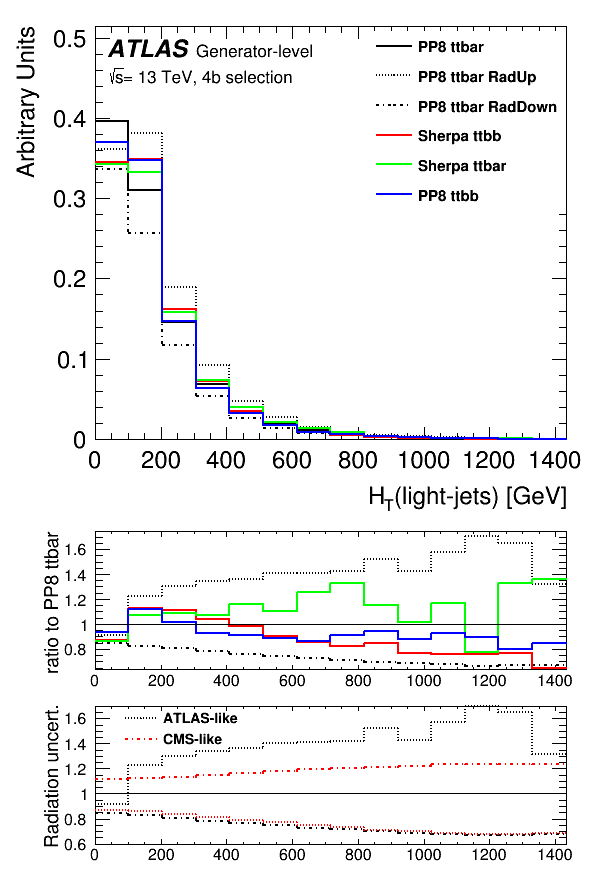 ATLAS Generator-level
√s= 13 TeV, 4b selection
PP8 ttbar
PP8 ttbar RadUp
PP8 ttbar RadDown
Sherpa ttbb
Sherpa ttbar
PP8 ttbb
Arbitrary Units
0.5
0.4
0.3
0.2
0.1
0
0 200 400 600 800 1000 1200 1400
H_T(light-jets) [GeV]
ratio to PP8 ttbar
1.6
1.4
1.2
1
0.8
0 200 400 600 800 1000 1200 1400
Radiation uncert.
ATLAS-like
CMS-like
1.6
1.4
1.2
1
0.8
0.6
0 200 400 600 800 1000 1200 1400